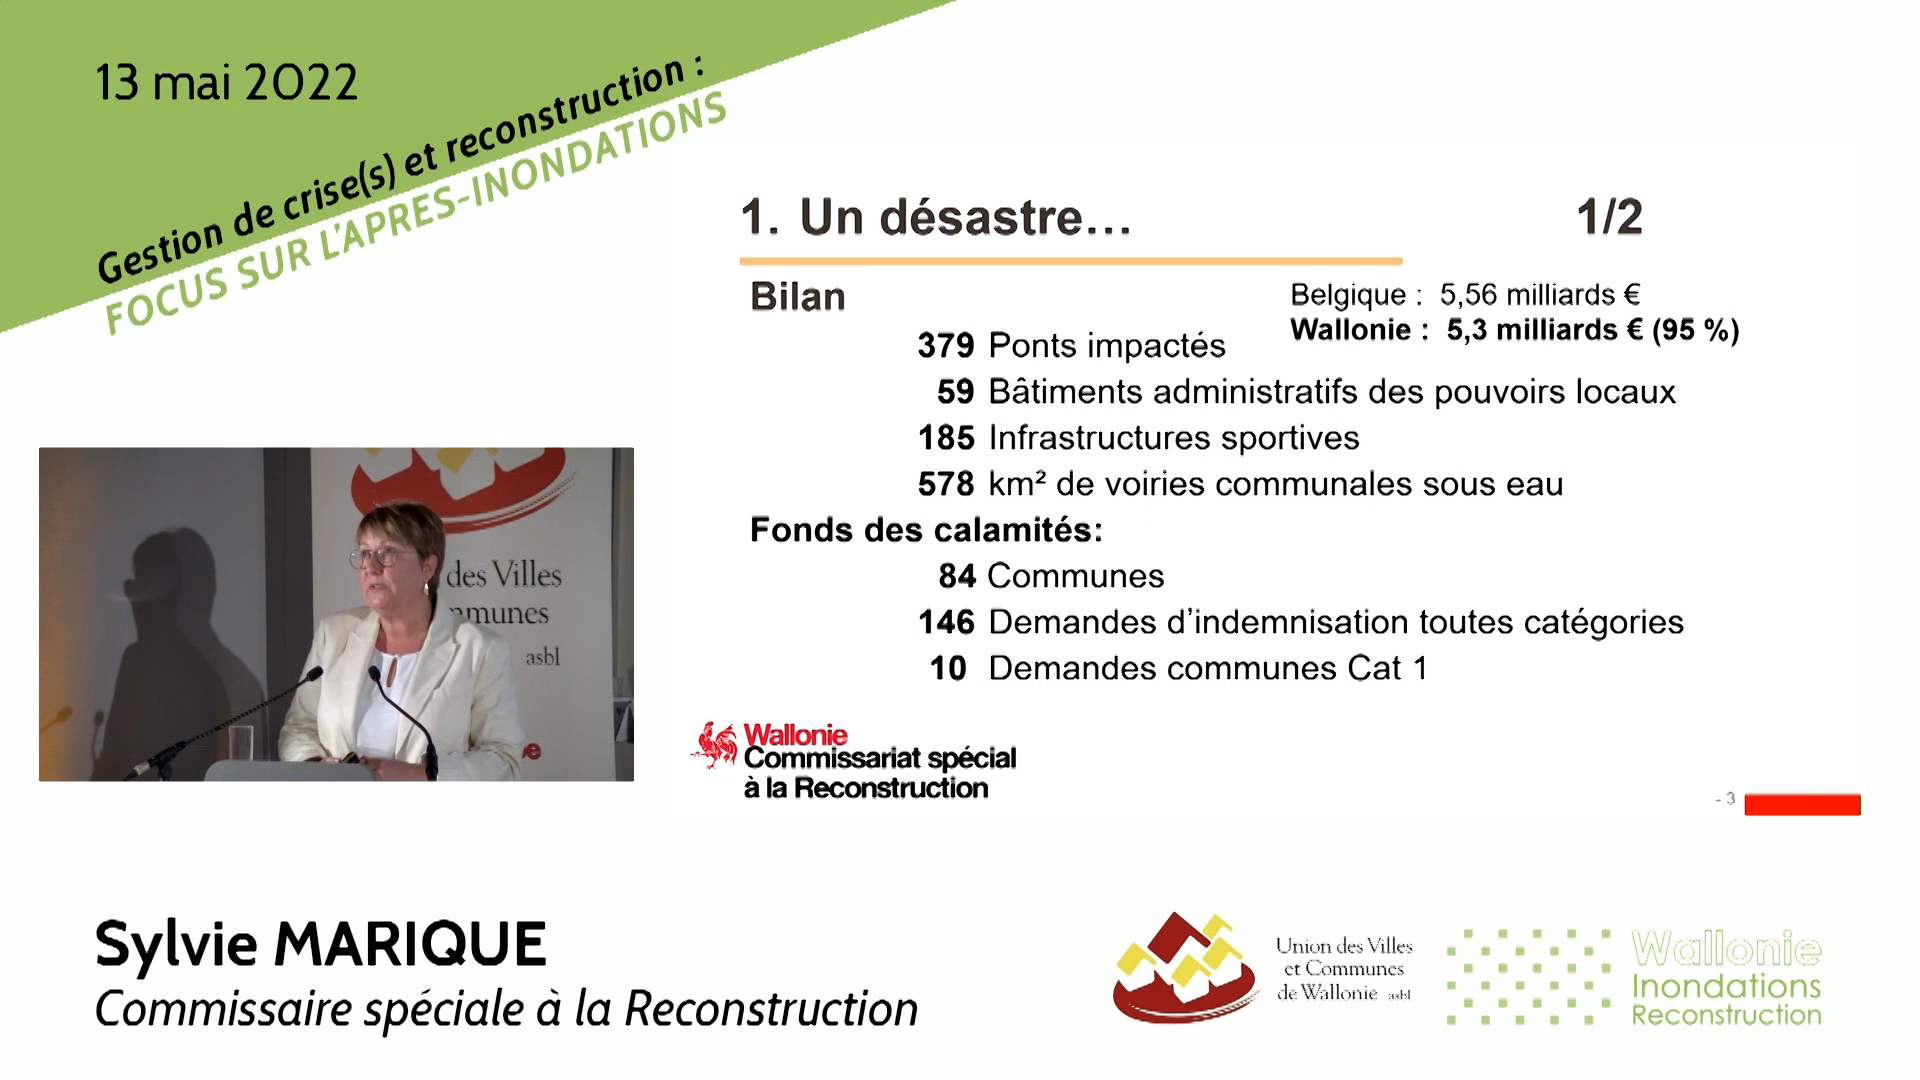 13 mai 2022
Gestion de crise(s) et reconstruction :
FOCUS SUR L'APRES-INONDATIONS
1. Un désastre… 1/2
Bilan
Belgique : 5,56 milliards €
Wallonie : 5,3 milliards € (95 %)
379 Ponts impactés
59 Bâtiments administratifs des pouvoirs locaux
185 Infrastructures sportives
578 km² de voiries communales sous eau
Fonds des calamités:
84 Communes
146 Demandes d'indemnisation toutes catégories
10 Demandes communes Cat 1
Wallonie
Commissariat spécial
à la Reconstruction
- 3
des Villes
asbl
Sylvie MARIQUE
Commissaire spéciale à la Reconstruction
Union des Villes
et Communes
de Wallonie asbl
Wallonie
Inondations
Reconstruction